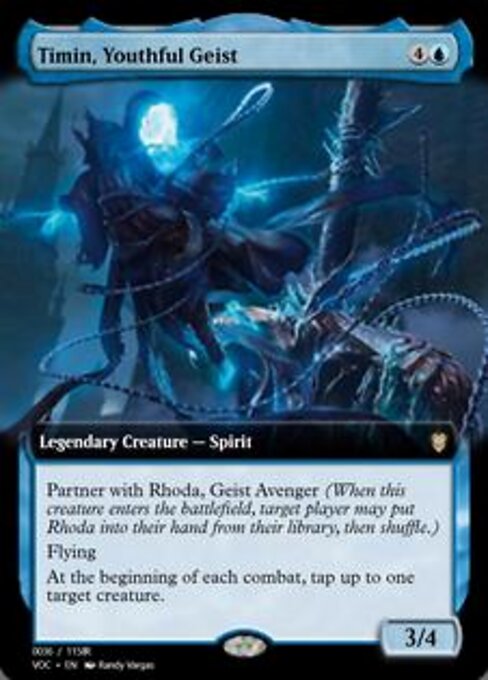 Timin, Youthful Geist 4
Legendary Creature — Spirit
Partner with Rhoda, Geist Avenger (When this
creature enters the battlefield, target player may put
Rhoda into their hand from their library, then shuffle.)
Flying
At the beginning of each combat, tap up to one
target creature.
3/4
0036 / 115R
VOC • EN Randy Vargas